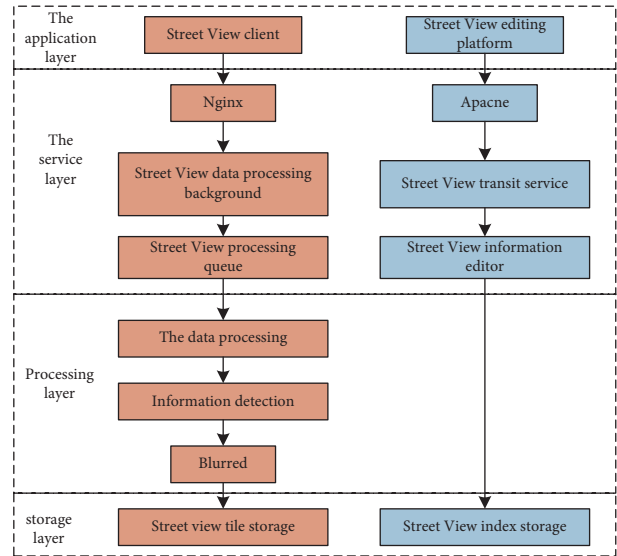 The
application
layer
Street View client
Street View editing
platform
The
service
layer
Nginx
Apacne
Street View data processing
background
Street View transit service
Street View processing
queue
Street View information
editor
Processing
layer
The data processing
Information detection
Blurred
storage
layer
Street view tile storage
Street View index storage